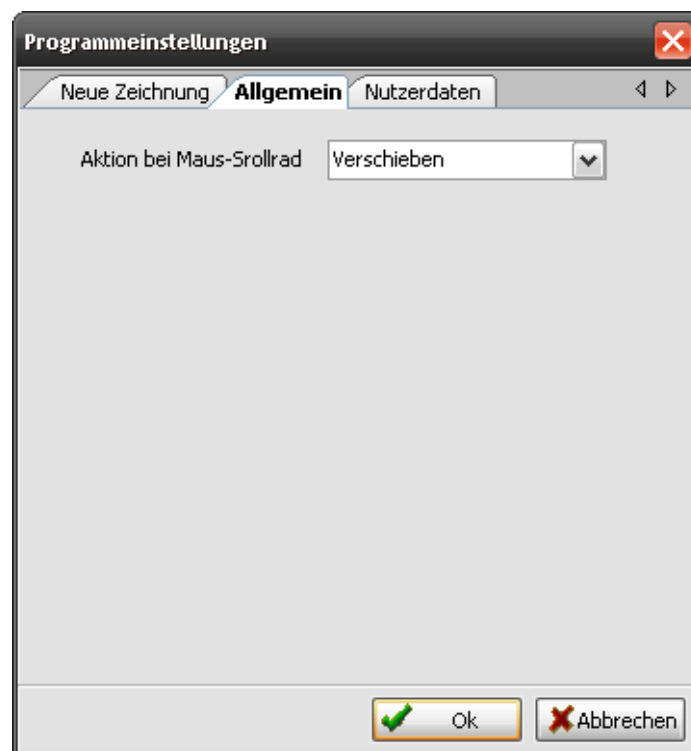 Programmeinstellungen
Neue Zeichnung Allgemein Nutzerdaten
Aktion bei Maus-Srollrad Verschieben
Ok Abbrechen